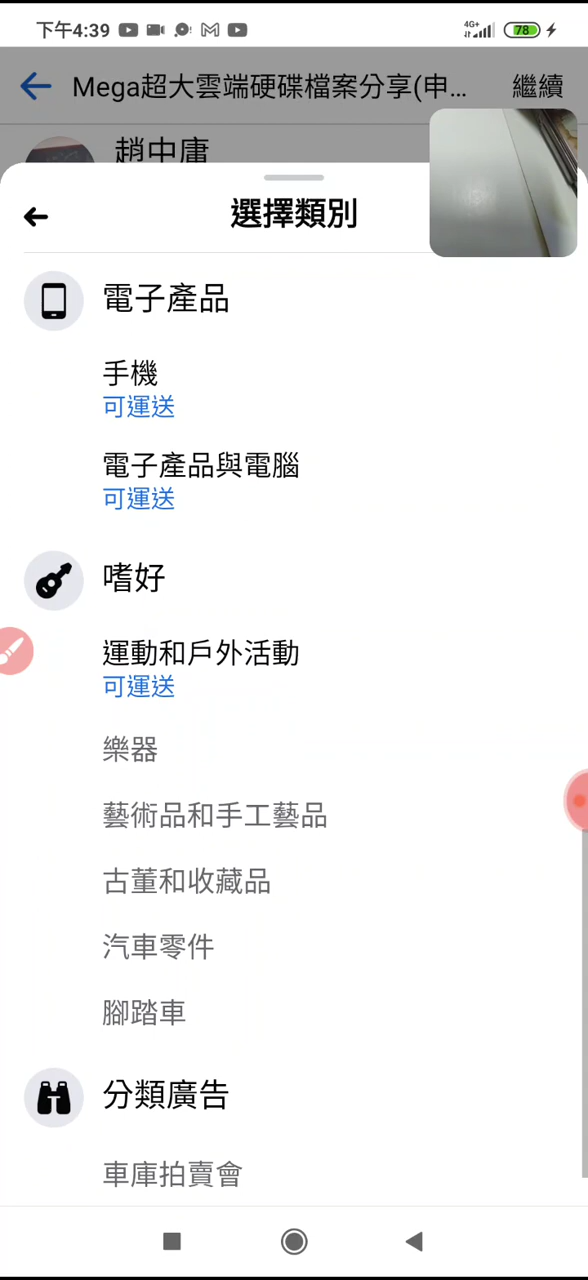 下午4:39
4G+
78
Mega超大雲端硬碟檔案分享(申...
繼續
趙中庸
選擇類別
電子產品
手機
可運送
電子產品與電腦
可運送
嗜好
運動和戶外活動
可運送
樂器
藝術品和手工藝品
古董和收藏品
汽車零件
腳踏車
分類廣告
車庫拍賣會